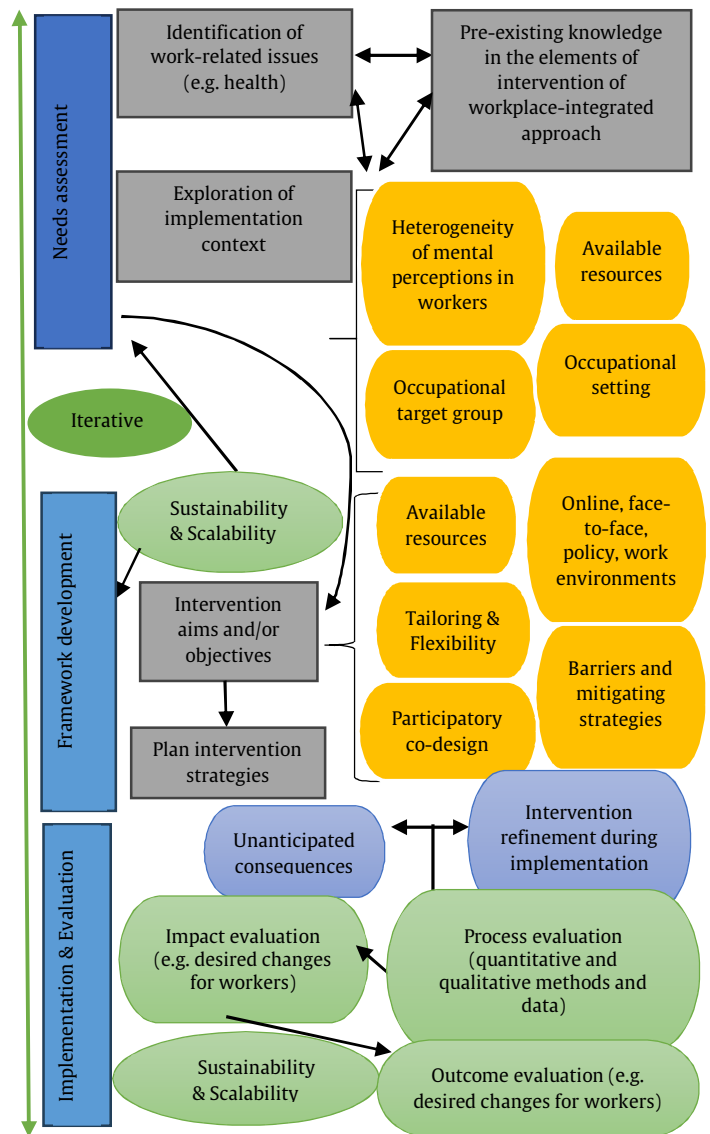 Needs assessment
Identification of
work-related issues
(e.g. health)
Pre-existing knowledge
in the elements of
intervention of
workplace-integrated
approach
Exploration of
implementation
context
Heterogeneity
of mental
perceptions in
workers
Available
resources
Occupational
target group
Occupational
setting
Iterative
Framework development
Sustainability
& Scalability
Intervention
aims and/or
objectives
Plan intervention
strategies
Available
resources
Online, face-
to-face,
policy, work
environments
Tailoring &
Flexibility
Barriers and
mitigating
strategies
Participatory
co-design
Implementation & Evaluation
Unanticipated
consequences
Intervention
refinement during
implementation
Impact evaluation
(e.g. desired changes
for workers)
Process evaluation
(quantitative and
qualitative methods and
data)
Sustainability
& Scalability
Outcome evaluation (e.g.
desired changes for workers)